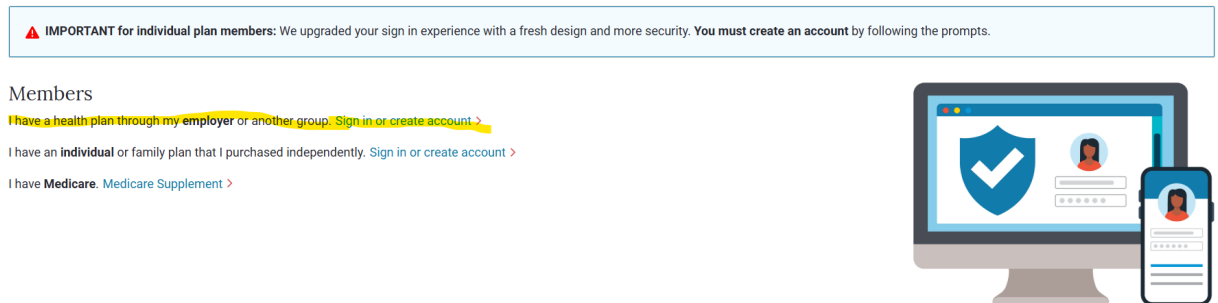 IMPORTANT for individual plan members: We upgraded your sign in experience with a fresh design and more security. You must create an account by following the prompts.
Members
I have a health plan through my employer or another group. Sign in or create account >
I have an individual or family plan that I purchased independently. Sign in or create account >
I have Medicare. Medicare Supplement >